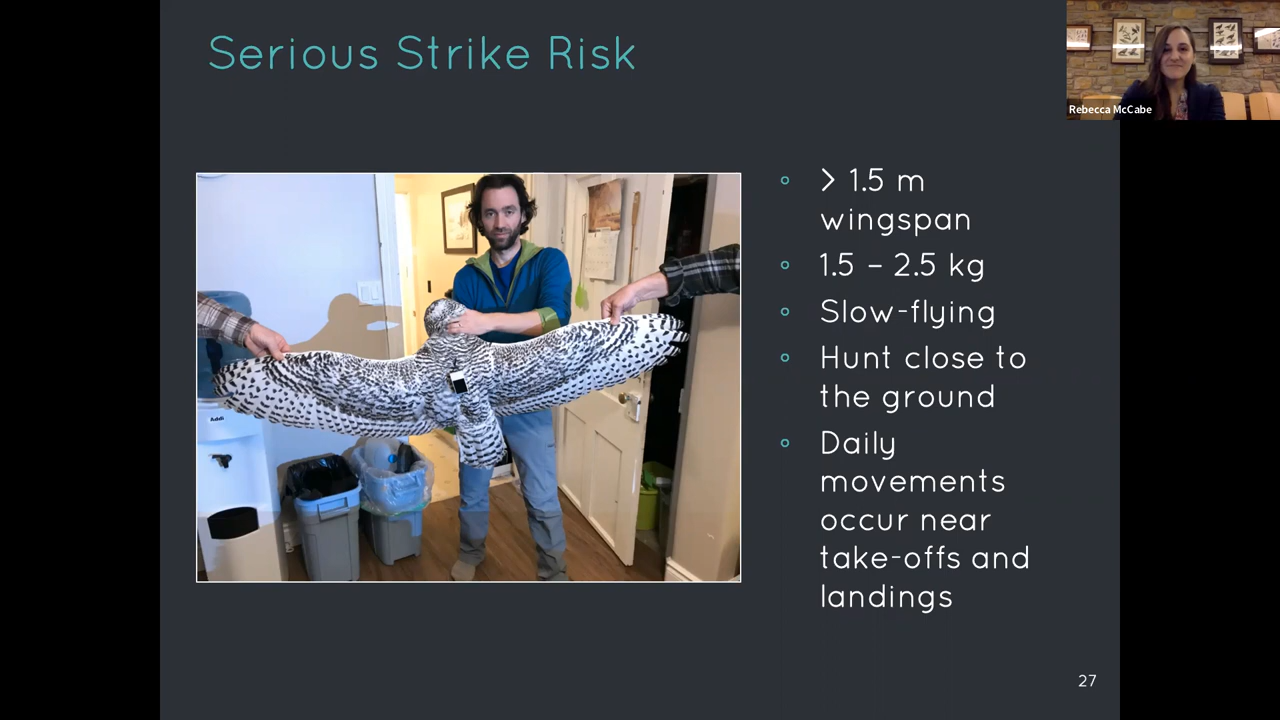 Serious Strike Risk
Rebecca McCabe
> 1.5 m
wingspan
1.5 – 2.5 kg
Slow-flying
Hunt close to
the ground
Daily
movements
occur near
take-offs and
landings
27